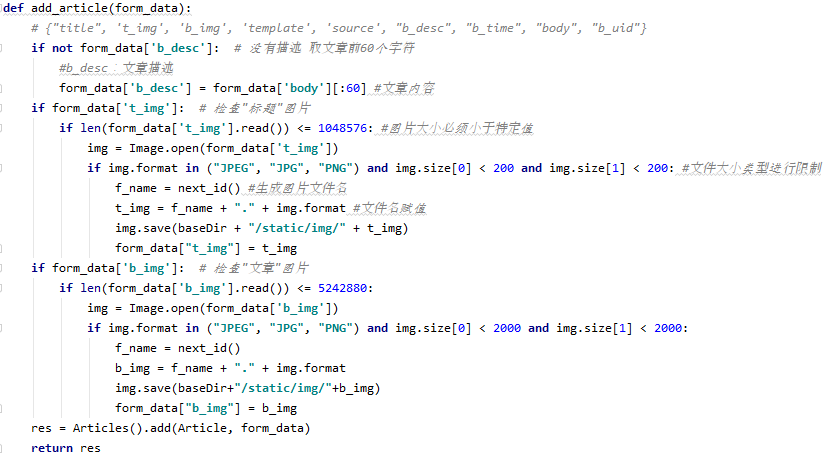 def add_article(form_data):
    # {"title", 't_img', 'b_img', 'template', 'source', "b_desc", "b_time", "body", "b_uid"}
    if not form_data['b_desc']:  # 没有描述 取文章前60个字符
        #b_desc：文章描述
        form_data['b_desc'] = form_data['body'][:60] #文章内容
    if form_data['t_img']:  # 检查"标题"图片
        if len(form_data['t_img'].read()) <= 1048576: #图片大小必须小于特定值
            img = Image.open(form_data['t_img'])
            if img.format in ("JPEG", "JPG", "PNG") and img.size[0] < 200 and img.size[1] < 200: #文件大小类型进行限制
                f_name = next_id() #生成图片文件名
                t_img = f_name + "." + img.format #文件名赋值
                img.save(baseDir + "/static/img/" + t_img)
                form_data["t_img"] = t_img
    if form_data['b_img']:  # 检查"文章"图片
        if len(form_data['b_img'].read()) <= 5242880:
            img = Image.open(form_data['b_img'])
            if img.format in ("JPEG", "JPG", "PNG") and img.size[0] < 2000 and img.size[1] < 2000:
                f_name = next_id()
                b_img = f_name + "." + img.format
                img.save(baseDir+"/static/img/"+b_img)
                form_data["b_img"] = b_img
    res = Articles().add(Article, form_data)
    return res